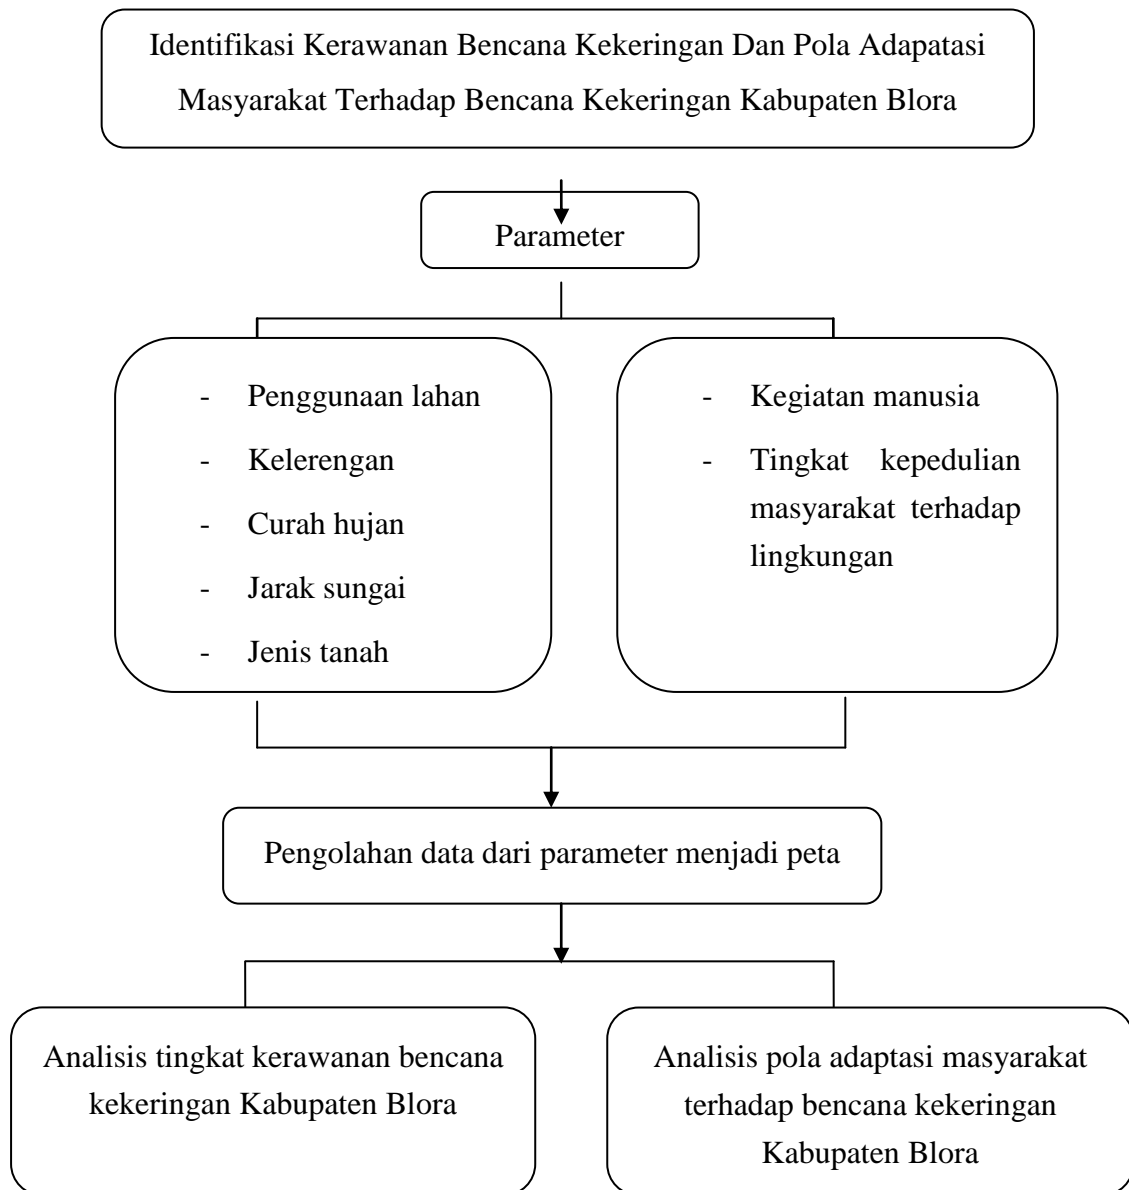 Identifikasi Kerawanan Bencana Kekeringan Dan Pola Adapatasi
Masyarakat Terhadap Bencana Kekeringan Kabupaten Blora
Parameter
- Penggunaan lahan
- Kelerengan
- Curah hujan
- Jarak sungai
- Jenis tanah
- Kegiatan manusia
- Tingkat kepedulian
masyarakat terhadap
lingkungan
Pengolahan data dari parameter menjadi peta
Analisis tingkat kerawanan bencana
kekeringan Kabupaten Blora
Analisis pola adaptasi masyarakat
terhadap bencana kekeringan
Kabupaten Blora